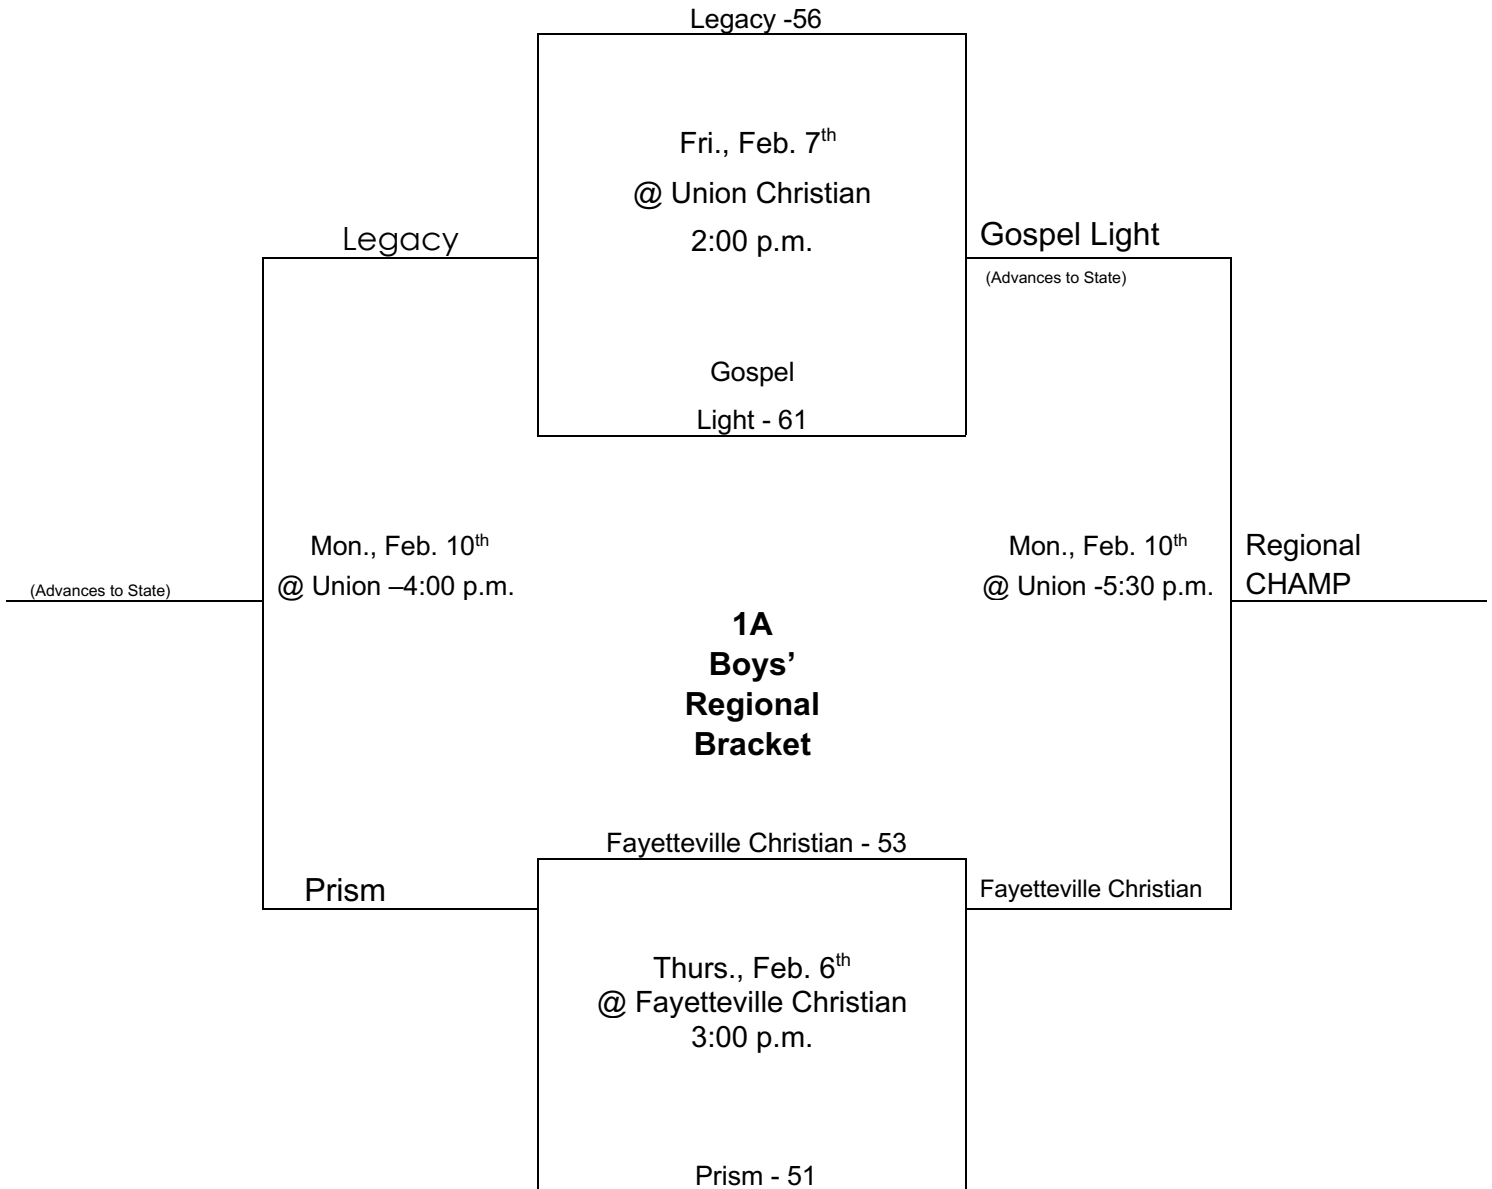 Legacy -56
Fri., Feb. 7th
@ Union Christian
2:00 p.m.
Legacy
Gospel Light
(Advances to State)
Gospel
Light - 61
Mon., Feb. 10th
@ Union –4:00 p.m.
(Advances to State)
Mon., Feb. 10th
@ Union -5:30 p.m.
Regional
CHAMP
1A
Boys’
Regional
Bracket
Fayetteville Christian - 53
Prism
Fayetteville Christian
Thurs., Feb. 6th
@ Fayetteville Christian
3:00 p.m.
Prism - 51